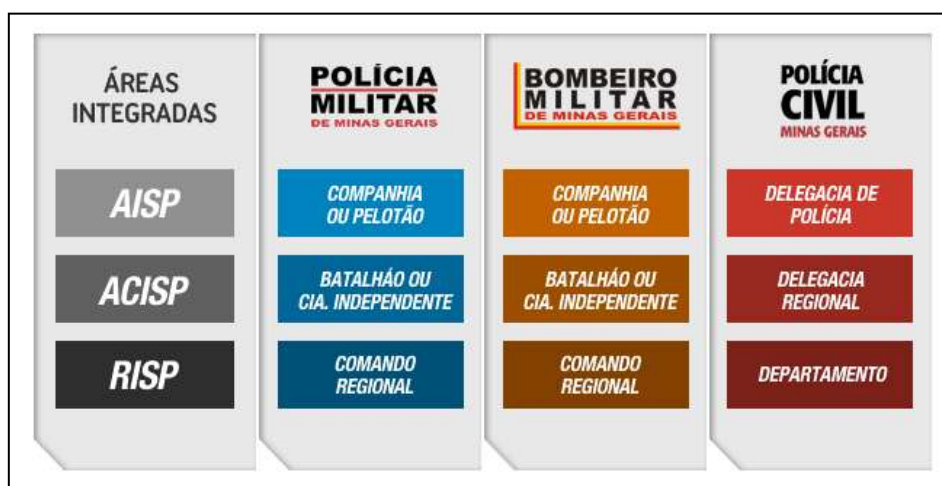 ÁREAS
INTEGRADAS
POLÍCIA
MILITAR
DE MINAS GERAIS
BOMBEIRO
MILITAR
DE MINAS GERAIS
POLÍCIA
CIVIL
MINAS GERAIS
AISP
COMPANHIA
OU PELOTÃO
COMPANHIA
OU PELOTÃO
DELEGACIA DE
POLÍCIA
ACISP
BATALHÃO OU
CIA. INDEPENDENTE
BATALHÃO OU
CIA. INDEPENDENTE
DELEGACIA
REGIONAL
RISP
COMANDO
REGIONAL
COMANDO
REGIONAL
DEPARTAMENTO